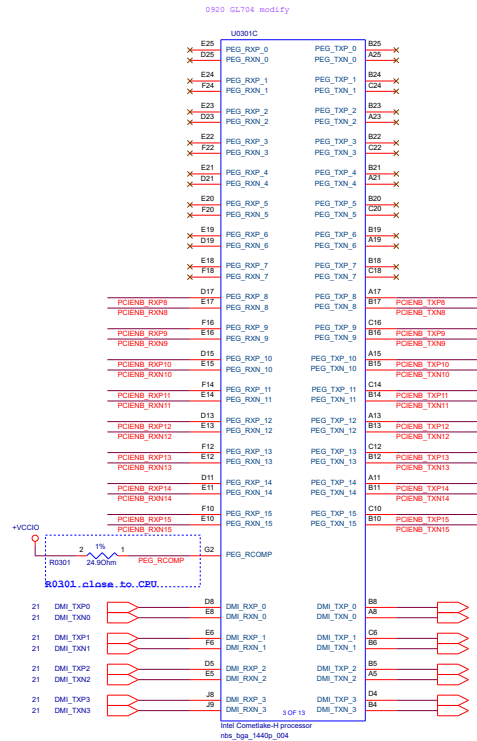 0920 GL704 modify
U0301C
E25 PEG_RXP_0 PEG_TXP_0 B25
D25 PEG_RXN_0 PEG_TXN_0 A25
E24 PEG_RXP_1 PEG_TXP_1 B24
F24 PEG_RXN_1 PEG_TXN_1 C24
E23 PEG_RXP_2 PEG_TXP_2 B23
D23 PEG_RXN_2 PEG_TXN_2 A23
E22 PEG_RXP_3 PEG_TXP_3 B22
F22 PEG_RXN_3 PEG_TXN_3 C22
E21 PEG_RXP_4 PEG_TXP_4 B21
D21 PEG_RXN_4 PEG_TXN_4 A21
E20 PEG_RXP_5 PEG_TXP_5 B20
F20 PEG_RXN_5 PEG_TXN_5 C20
E19 PEG_RXP_6 PEG_TXP_6 B19
D19 PEG_RXN_6 PEG_TXN_6 A19
E18 PEG_RXP_7 PEG_TXP_7 B18
F18 PEG_RXN_7 PEG_TXN_7 C18
D17 PEG_RXP_8 PEG_TXP_8 A17
PCIENB_RXP8 E17 PEG_RXN_8 PEG_TXN_8 B17 PCIENB_TXP8
PCIENB_RXN8 PCIENB_TXN8
F16 PEG_RXP_9 PEG_TXP_9 C16
PCIENB_RXP9 E16 PEG_RXN_9 PEG_TXN_9 B16 PCIENB_TXP9
PCIENB_RXN9 PCIENB_TXN9
D15 PEG_RXP_10 PEG_TXP_10 A15
PCIENB_RXP10 E15 PEG_RXN_10 PEG_TXN_10 B15 PCIENB_TXP10
PCIENB_RXN10 PCIENB_TXN10
F14 PEG_RXP_11 PEG_TXP_11 C14
PCIENB_RXP11 E14 PEG_RXN_11 PEG_TXN_11 B14 PCIENB_TXP11
PCIENB_RXN11 PCIENB_TXN11
D13 PEG_RXP_12 PEG_TXP_12 A13
PCIENB_RXP12 E13 PEG_RXN_12 PEG_TXN_12 B13 PCIENB_TXP12
PCIENB_RXN12 PCIENB_TXN12
F12 PEG_RXP_13 PEG_TXP_13 C12
PCIENB_RXP13 E12 PEG_RXN_13 PEG_TXN_13 B12 PCIENB_TXP13
PCIENB_RXN13 PCIENB_TXN13
D11 PEG_RXP_14 PEG_TXP_14 A11
PCIENB_RXP14 E11 PEG_RXN_14 PEG_TXN_14 B11 PCIENB_TXP14
PCIENB_RXN14 PCIENB_TXN14
F10 PEG_RXP_15 PEG_TXP_15 C10
PCIENB_RXP15 E10 PEG_RXN_15 PEG_TXN_15 B10 PCIENB_TXP15
PCIENB_RXN15 PCIENB_TXN15
+VCCIO
2 1% 1 G2 PEG_RCOMP
R0301 24.9Ohm PEG_RCOMP
R0301 close to CPU
21 DMI_TXP0 D8 DMI_RXP_0 DMI_TXP_0 B8
21 DMI_TXN0 E8 DMI_RXN_0 DMI_TXN_0 A8
21 DMI_TXP1 E6 DMI_RXP_1 DMI_TXP_1 C6
21 DMI_TXN1 F6 DMI_RXN_1 DMI_TXN_1 B6
21 DMI_TXP2 D5 DMI_RXP_2 DMI_TXP_2 B5
21 DMI_TXN2 E5 DMI_RXN_2 DMI_TXN_2 A5
21 DMI_TXP3 J8 DMI_RXP_3 DMI_TXP_3 D4
21 DMI_TXN3 J9 DMI_RXN_3 DMI_TXN_3 B4
3 OF 13
Intel Cometlake-H processor
nbs_bga_1440p_004